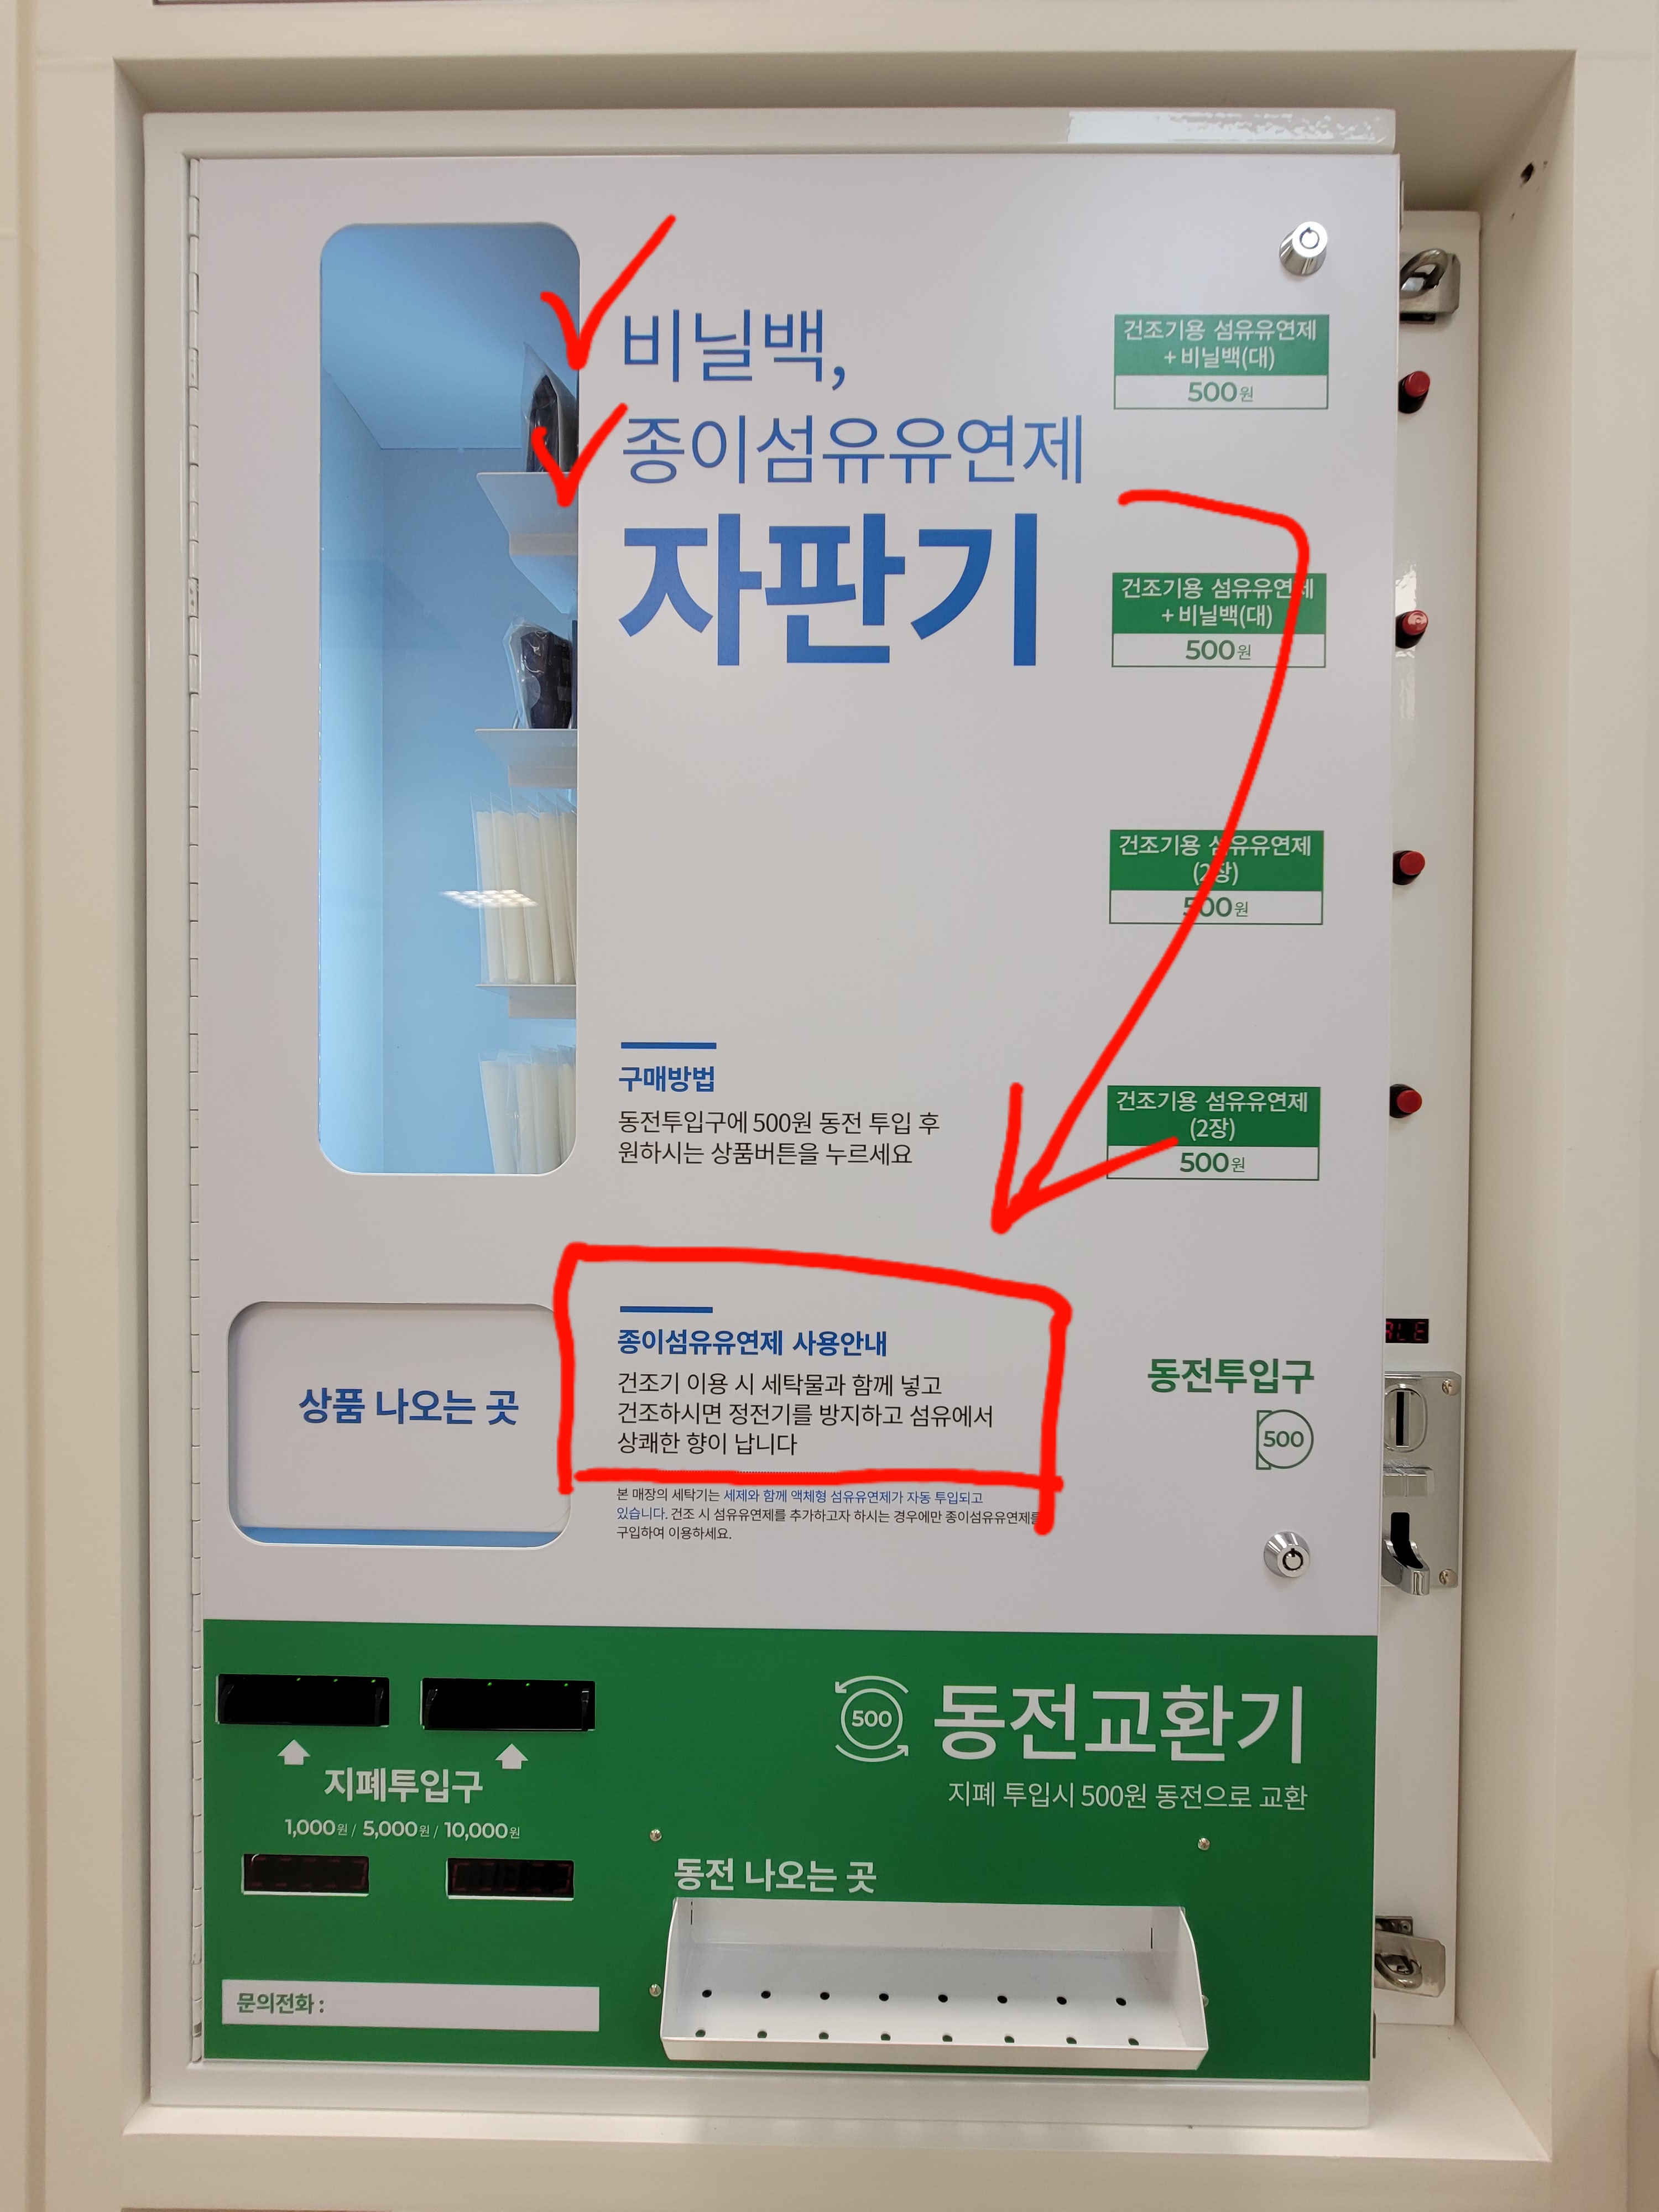 비닐백,
종이섬유유연제
자판기
건조기용 섬유유연제
+ 비닐백(대)
500원
건조기용 섬유유연제
+ 비닐백(대)
500원
건조기용 섬유유연제
(2장)
500원
건조기용 섬유유연제
(2장)
500원
구매방법
동전투입구에 500원 동전 투입 후
원하시는 상품버튼을 누르세요
상품 나오는 곳
종이섬유유연제 사용안내
건조기 이용 시 세탁물과 함께 넣고
건조하시면 정전기를 방지하고 섬유에서
상쾌한 향이 납니다
본 매장의 세탁기는 세제와 함께 액체형 섬유유연제가 자동 투입되고
있습니다. 건조 시 섬유유연제를 추가하고자 하시는 경우에만 종이섬유유연제를
구입하여 이용하세요.
동전투입구
500
지폐투입구
1,000원 / 5,000원 / 10,000원
500
동전교환기
지폐 투입시 500원 동전으로 교환
동전 나오는 곳
문의전화 :